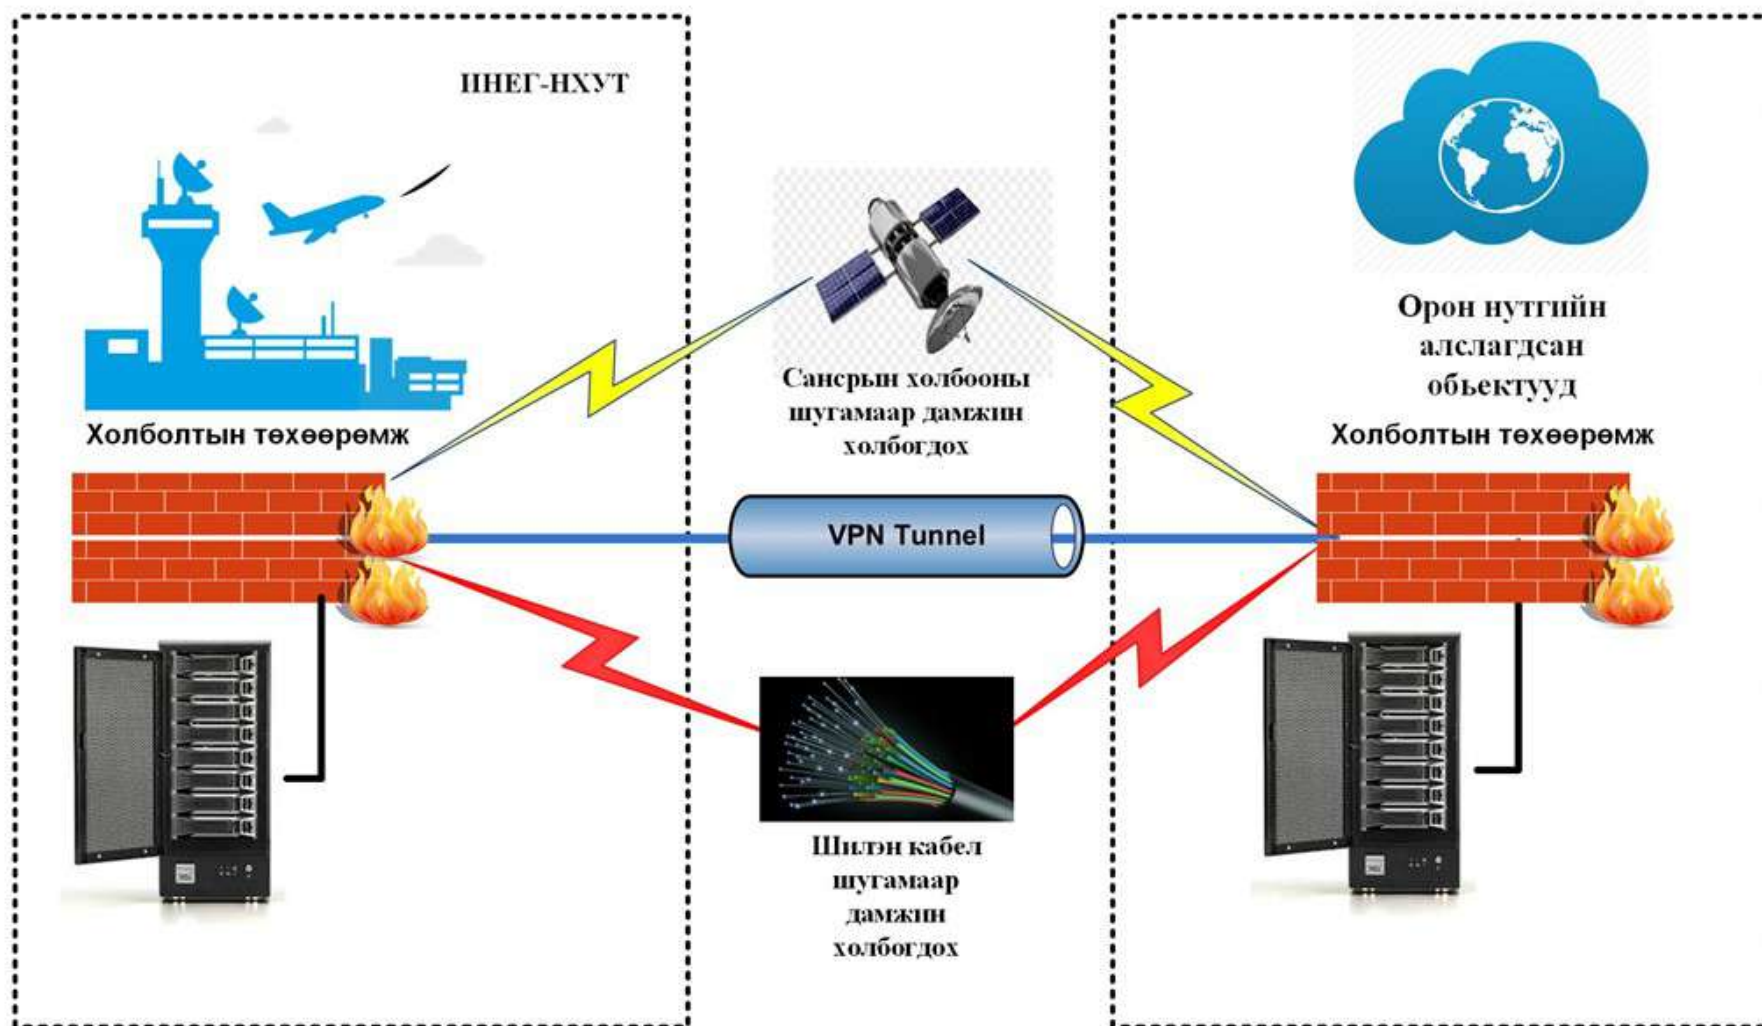 ИНЕГ-НХУТ
Холболтын төхөөрөмж
Сансрын холбооны
шугамаар дамжин
холбогдох
VPN Tunnel
Шилэн кабел
шугамаар
дамжин
холбогдох
Орон нутгийн
алслагдсан
обьектууд
Холболтын төхөөрөмж